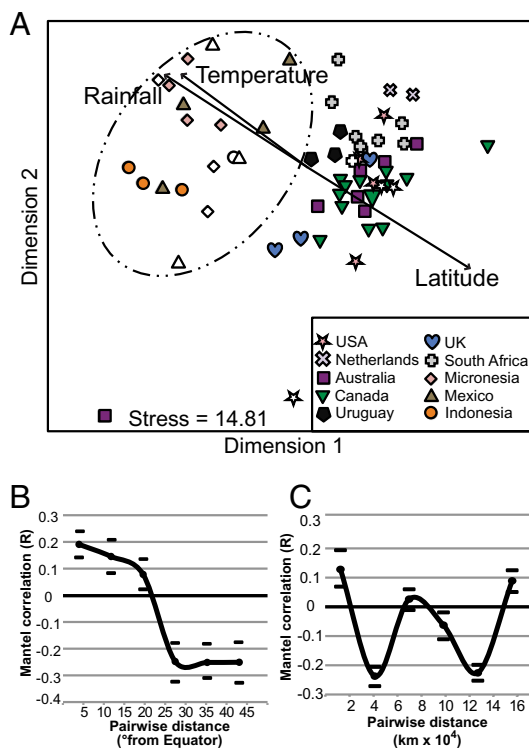 A
Temperature
Rainfall
Latitude
Dimension 2
USA
UK
Netherlands
South Africa
Australia
Micronesia
Canada
Mexico
Uruguay
Indonesia
Stress = 14.81
Dimension 1
B
Mantel correlation (R)
0.3
0.2
0.1
0
-0.1
-0.2
-0.3
-0.4
5 10 15 20 25 30 35 40 45
Pairwise distance
(°from Equator)
C
Mantel correlation (R)
0.3
0.2
0.1
0
-0.1
-0.2
-0.3
2 4 6 8 10 12 14 16
Pairwise distance
(km x 10⁴)